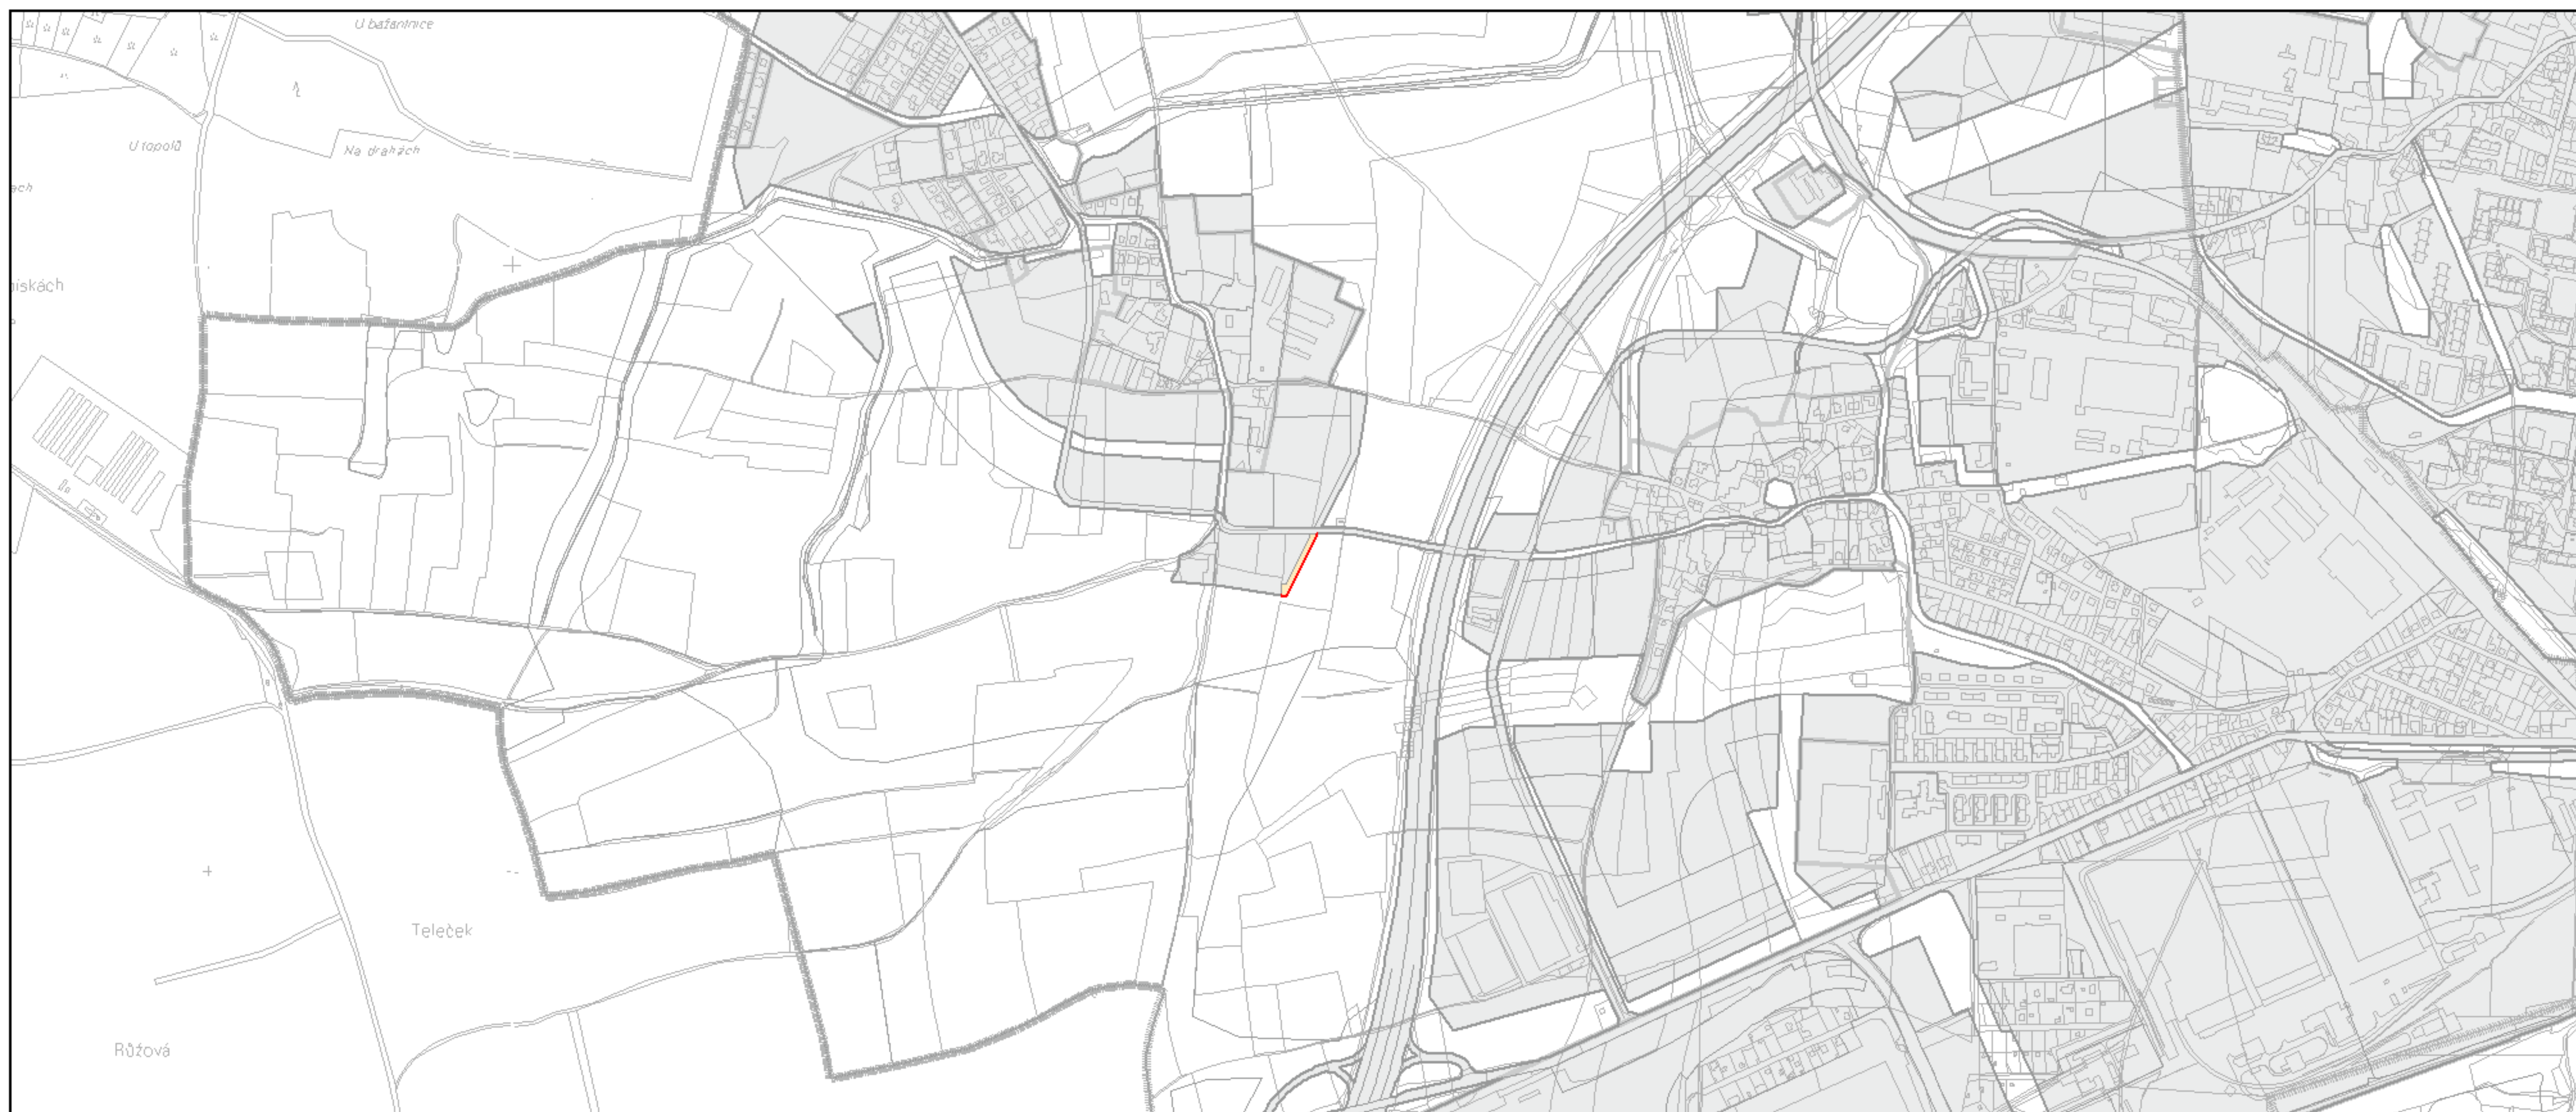 U bažantnice
U topolů
Na drahách
ach
iskách
Teleček
Růžová